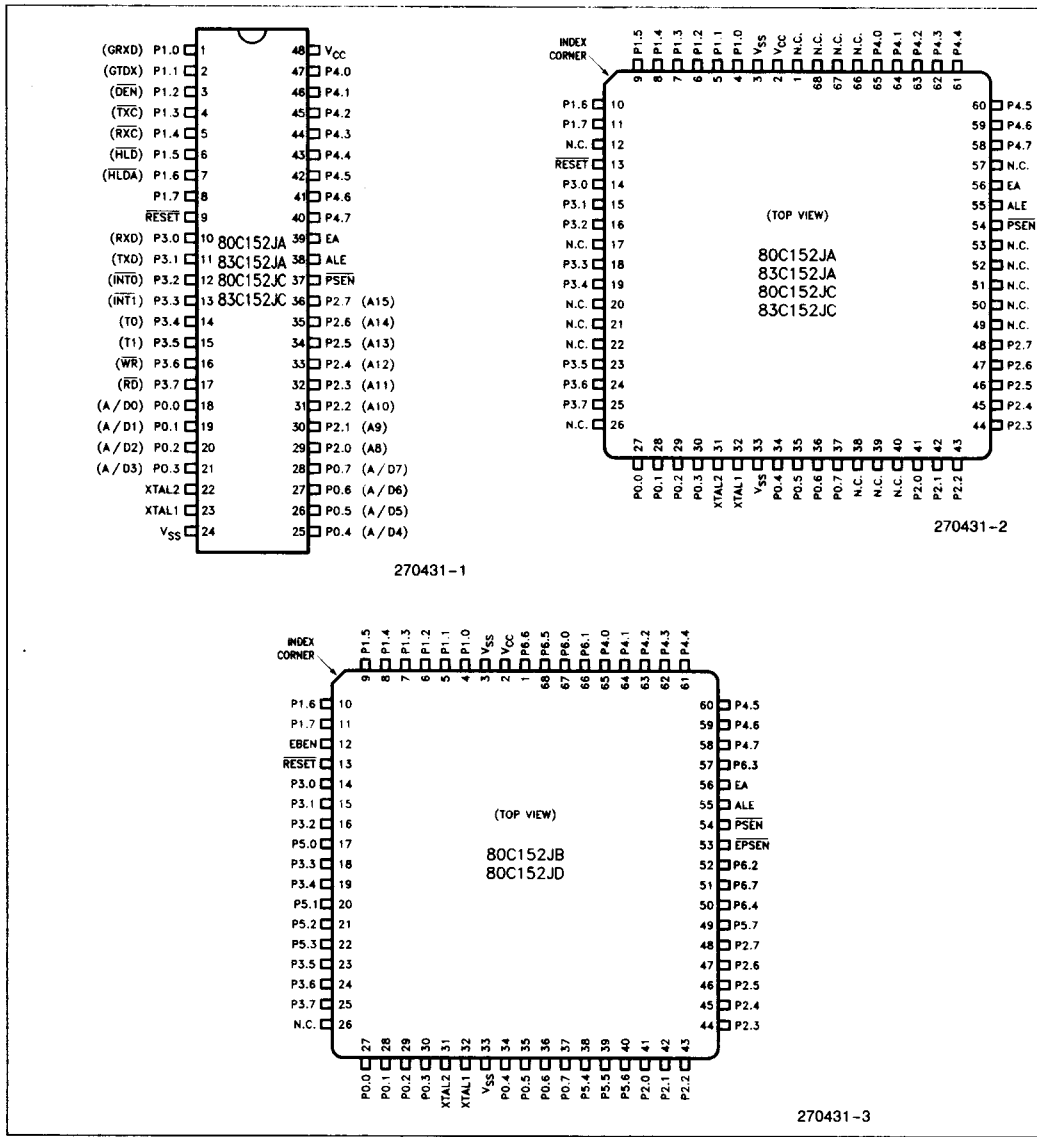 (GRXD) P1.0 1 48 VCC
(GTDX) P1.1 2 47 P4.0
(DEN) P1.2 3 46 P4.1
(TXC) P1.3 4 45 P4.2
(RXC) P1.4 5 44 P4.3
(HLD) P1.5 6 43 P4.4
(HLDA) P1.6 7 42 P4.5
P1.7 8 41 P4.6
RESET 9 40 P4.7
(RXD) P3.0 10 80C152JA 39 EA
(TXD) P3.1 11 83C152JA 38 ALE
(INT0) P3.2 12 80C152JC 37 PSEN
(INT1) P3.3 13 83C152JC 36 P2.7 (A15)
(T0) P3.4 14 35 P2.6 (A14)
(T1) P3.5 15 34 P2.5 (A13)
(WR) P3.6 16 33 P2.4 (A12)
(RD) P3.7 17 32 P2.3 (A11)
(A/D0) P0.0 18 31 P2.2 (A10)
(A/D1) P0.1 19 30 P2.1 (A9)
(A/D2) P0.2 20 29 P2.0 (A8)
(A/D3) P0.3 21 28 P0.7 (A/D7)
XTAL2 22 27 P0.6 (A/D6)
XTAL1 23 26 P0.5 (A/D5)
VSS 24 25 P0.4 (A/D4)
270431-1
INDEX
CORNER
P1.5 P1.4 P1.3 P1.2 P1.1 P1.0 VSS VCC N.C. N.C. N.C. N.C. P4.0 P4.1 P4.2 P4.3 P4.4
9 8 7 6 5 4 3 2 1 68 67 66 65 64 63 62 61
P1.6 10 60 P4.5
P1.7 11 59 P4.6
N.C. 12 58 P4.7
RESET 13 57 N.C.
P3.0 14 56 EA
P3.1 15 55 ALE
P3.2 16 54 PSEN
N.C. 17 53 N.C.
P3.3 18 52 N.C.
P3.4 19 51 N.C.
N.C. 20 50 N.C.
N.C. 21 49 N.C.
N.C. 22 48 P2.7
P3.5 23 47 P2.6
P3.6 24 46 P2.5
P3.7 25 45 P2.4
N.C. 26 44 P2.3
(TOP VIEW)
80C152JA
83C152JA
80C152JC
83C152JC
27 28 29 30 31 32 33 34 35 36 37 38 39 40 41 42 43
P0.0 P0.1 P0.2 P0.3 XTAL2 XTAL1 VSS P0.4 P0.5 P0.6 P0.7 N.C. N.C. N.C. P2.0 P2.1 P2.2
270431-2
INDEX
CORNER
P1.5 P1.4 P1.3 P1.2 P1.1 P1.0 VSS VCC P6.6 P6.5 P6.0 P6.1 P4.0 P4.1 P4.2 P4.3 P4.4
9 8 7 6 5 4 3 2 1 68 67 66 65 64 63 62 61
P1.6 10 60 P4.5
P1.7 11 59 P4.6
EBEN 12 58 P4.7
RESET 13 57 P6.3
P3.0 14 56 EA
P3.1 15 55 ALE
P3.2 16 54 PSEN
P5.0 17 53 EPSEN
P3.3 18 52 P6.2
P3.4 19 51 P6.7
P5.1 20 50 P6.4
P5.2 21 49 P5.7
P5.3 22 48 P2.7
P3.5 23 47 P2.6
P3.6 24 46 P2.5
P3.7 25 45 P2.4
N.C. 26 44 P2.3
(TOP VIEW)
80C152JB
80C152JD
27 28 29 30 31 32 33 34 35 36 37 38 39 40 41 42 43
P0.0 P0.1 P0.2 P0.3 XTAL2 XTAL1 VSS P0.4 P0.5 P0.6 P0.7 P5.4 P5.5 P5.6 P2.0 P2.1 P2.2
270431-3